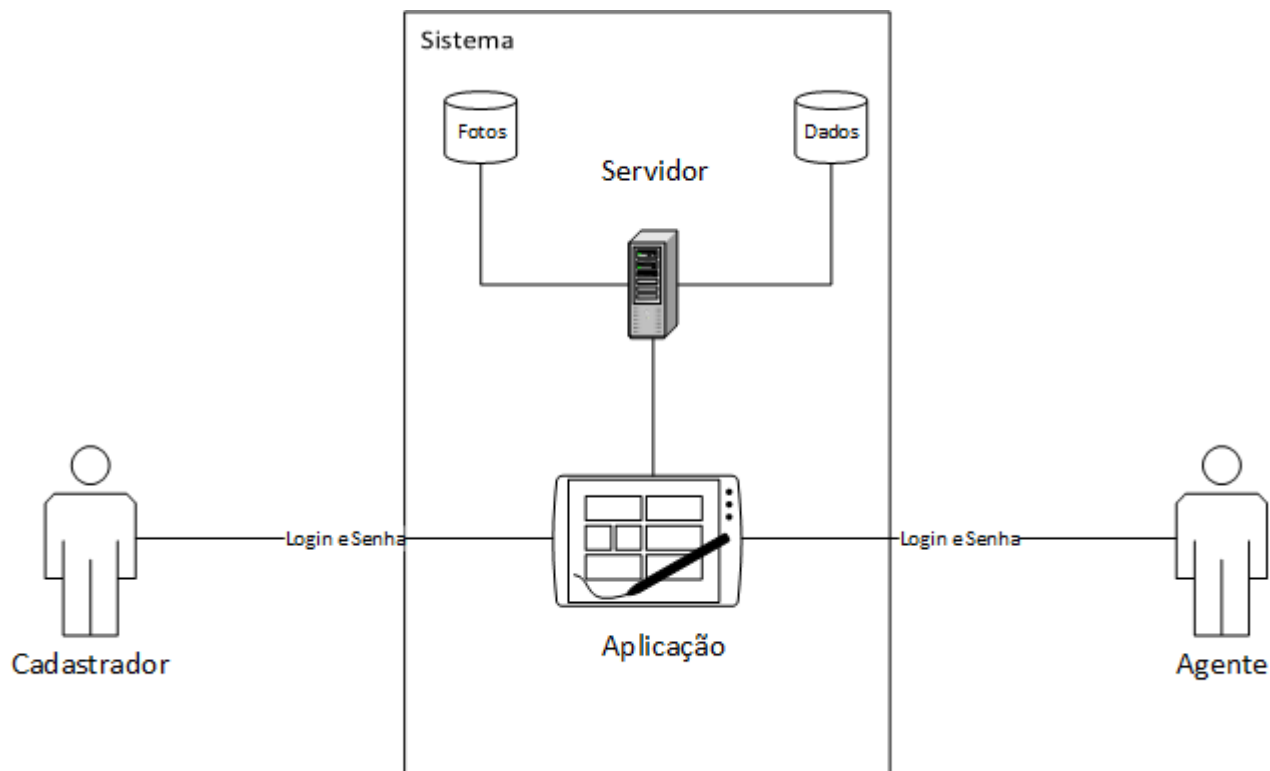 Sistema
Fotos
Dados
Servidor
Login e Senha
Login e Senha
Aplicação
Cadastrador
Agente